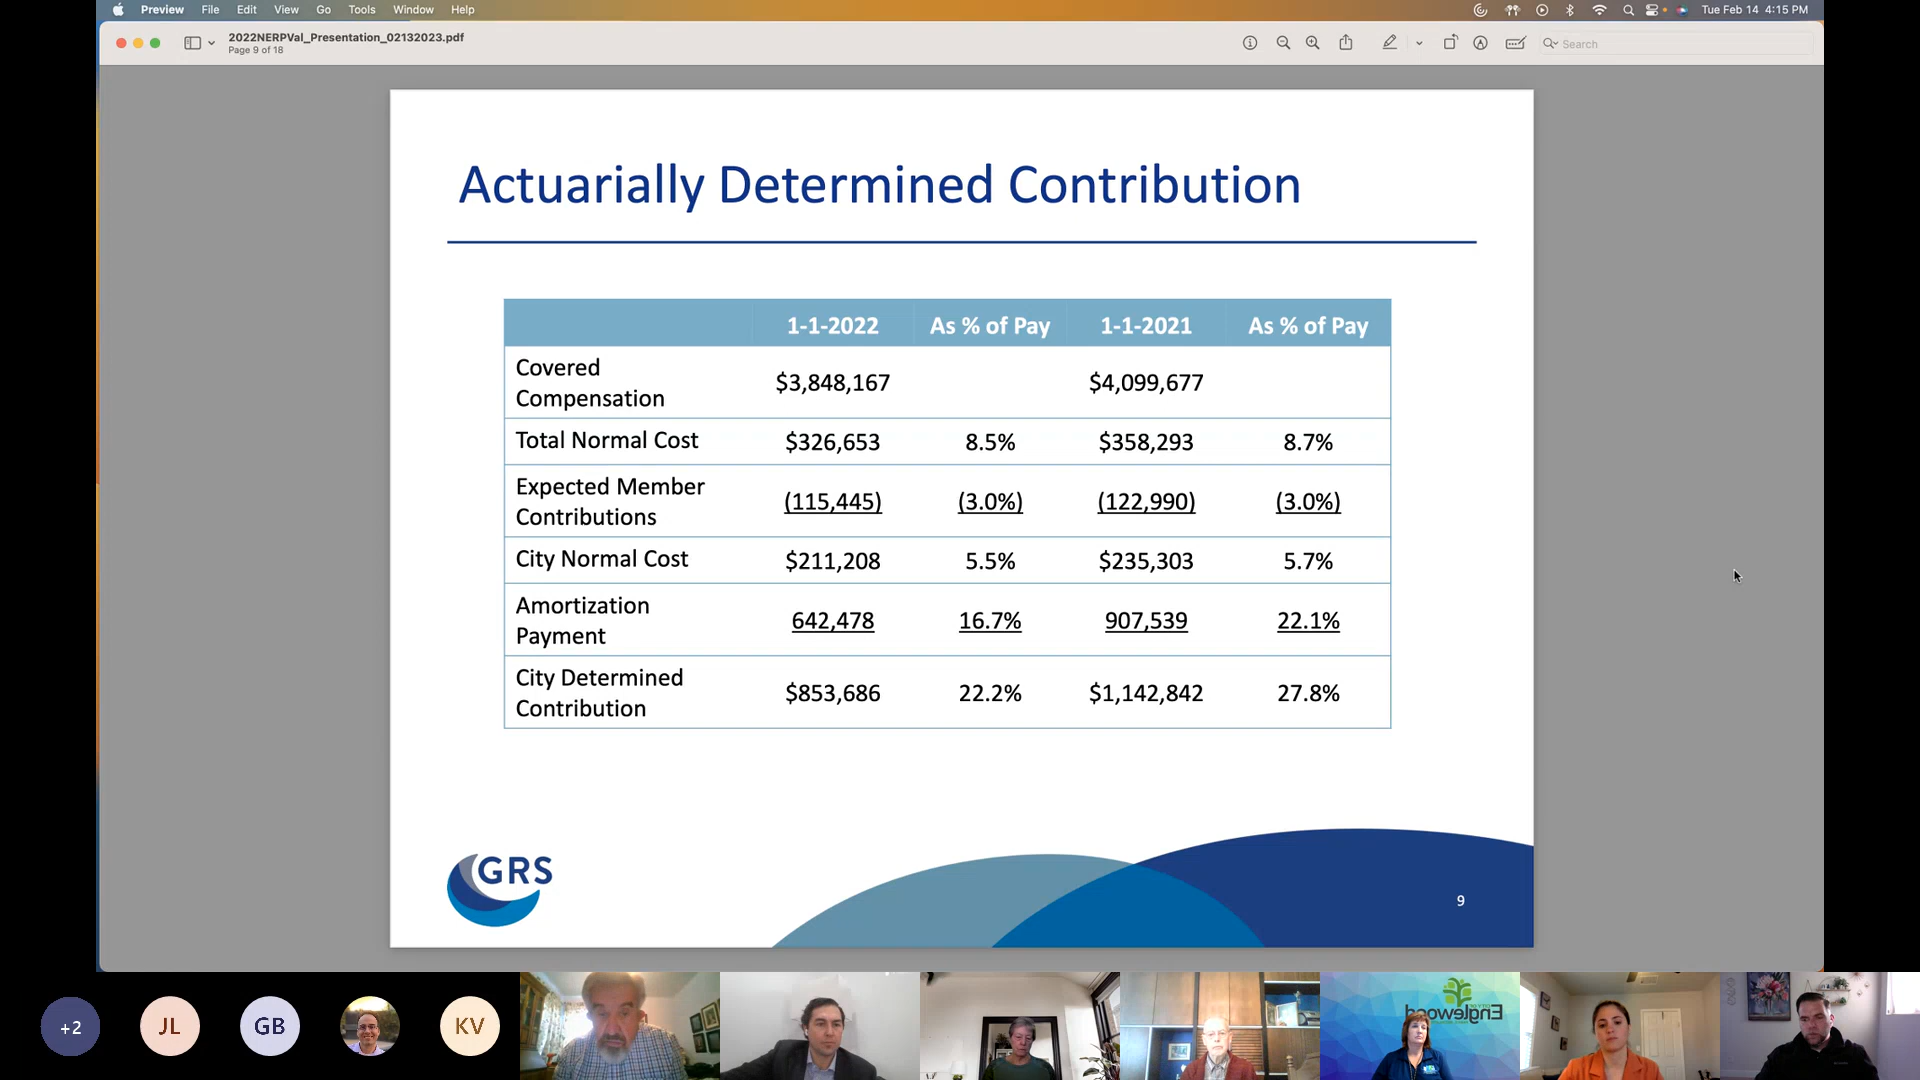 Preview File Edit View Go Tools Window Help
Tue Feb 14 4:15 PM
2022NERPVal_Presentation_02132023.pdf
Page 9 of 18
Search
Actuarially Determined Contribution
1-1-2022 As % of Pay 1-1-2021 As % of Pay
Covered
Compensation
$3,848,167 $4,099,677
Total Normal Cost $326,653 8.5% $358,293 8.7%
Expected Member
Contributions
(115,445) (3.0%) (122,990) (3.0%)
City Normal Cost $211,208 5.5% $235,303 5.7%
Amortization
Payment
642,478 16.7% 907,539 22.1%
City Determined
Contribution
$853,686 22.2% $1,142,842 27.8%
GRS
9
+2
JL
GB
KV
Englewood